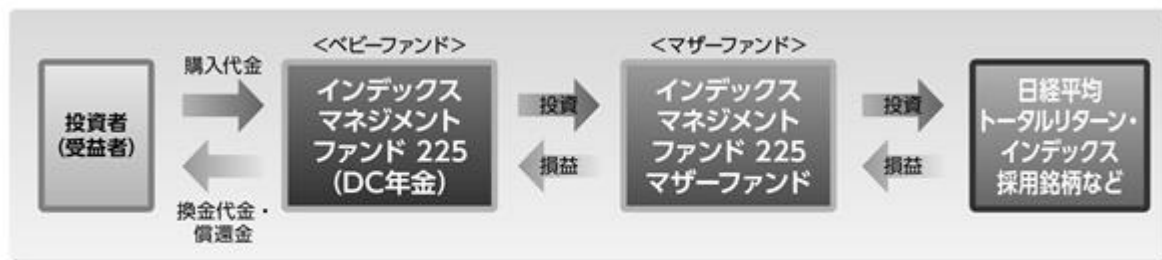 <ベビーファンド>
<マザーファンド>
購入代金
投資者
(受益者)
換金代金・
償還金
インデックス
マネジメント
ファンド 225
(DC年金)
投資
損益
インデックス
マネジメント
ファンド 225
マザーファンド
投資
損益
日経平均
トータルリターン・
インデックス
採用銘柄など